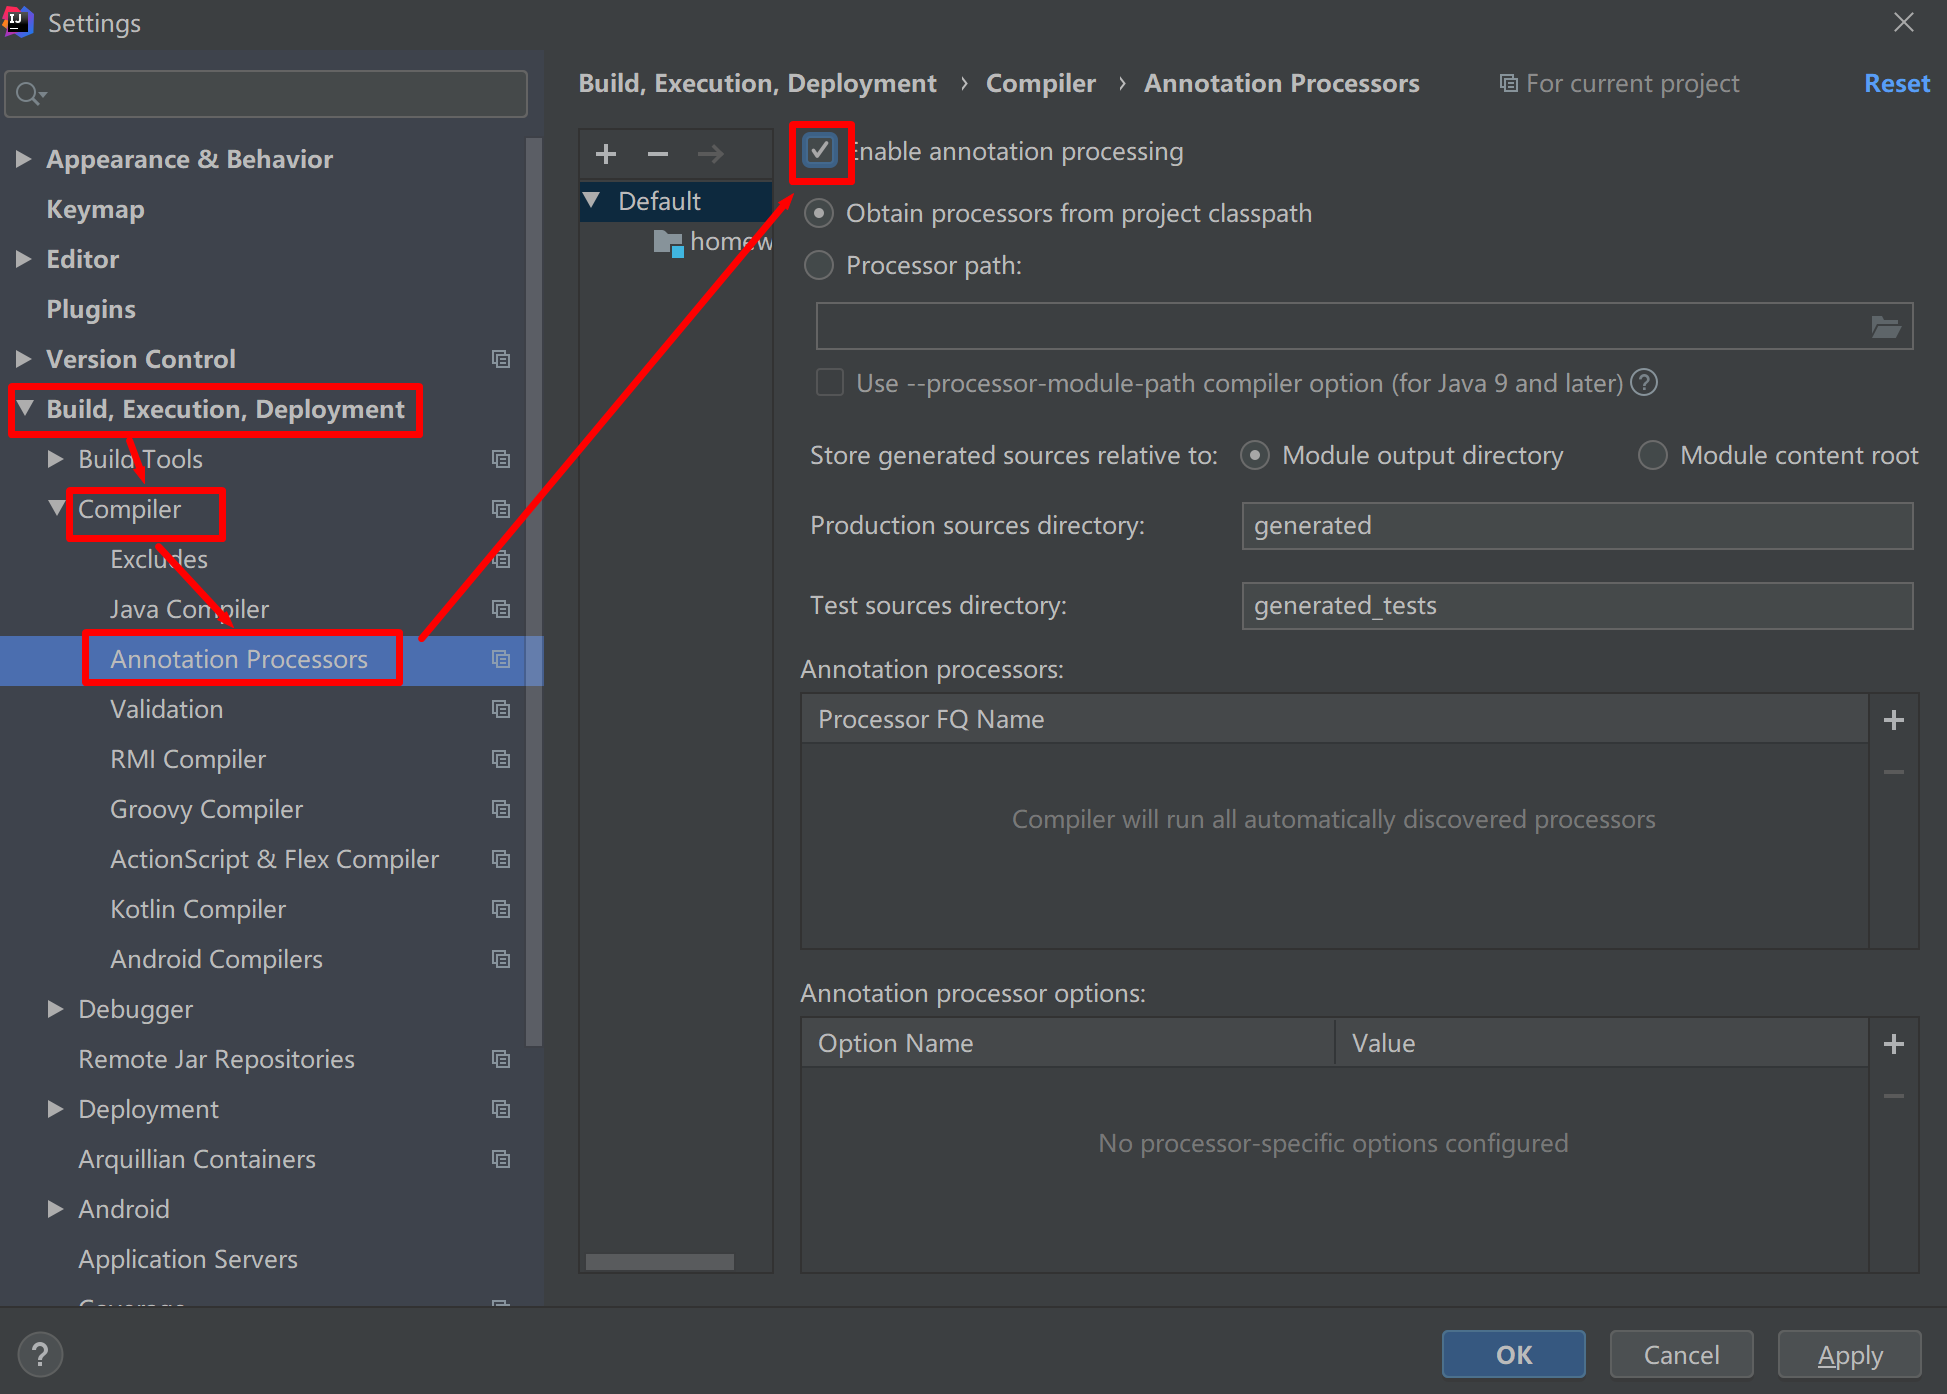 Settings
Appearance & Behavior
Keymap
Editor
Plugins
Version Control
Build, Execution, Deployment
Build Tools
Compiler
Excludes
Java Compiler
Annotation Processors
Validation
RMI Compiler
Groovy Compiler
ActionScript & Flex Compiler
Kotlin Compiler
Android Compilers
Debugger
Remote Jar Repositories
Deployment
Arquillian Containers
Android
Application Servers
Coverage
Build, Execution, Deployment › Compiler › Annotation Processors For current project Reset
Default
homew
Enable annotation processing
Obtain processors from project classpath
Processor path:
Use --processor-module-path compiler option (for Java 9 and later) ?
Store generated sources relative to: Module output directory Module content root
Production sources directory: generated
Test sources directory: generated_tests
Annotation processors:
Processor FQ Name
Compiler will run all automatically discovered processors
Annotation processor options:
Option Name Value
No processor-specific options configured
? OK Cancel Apply